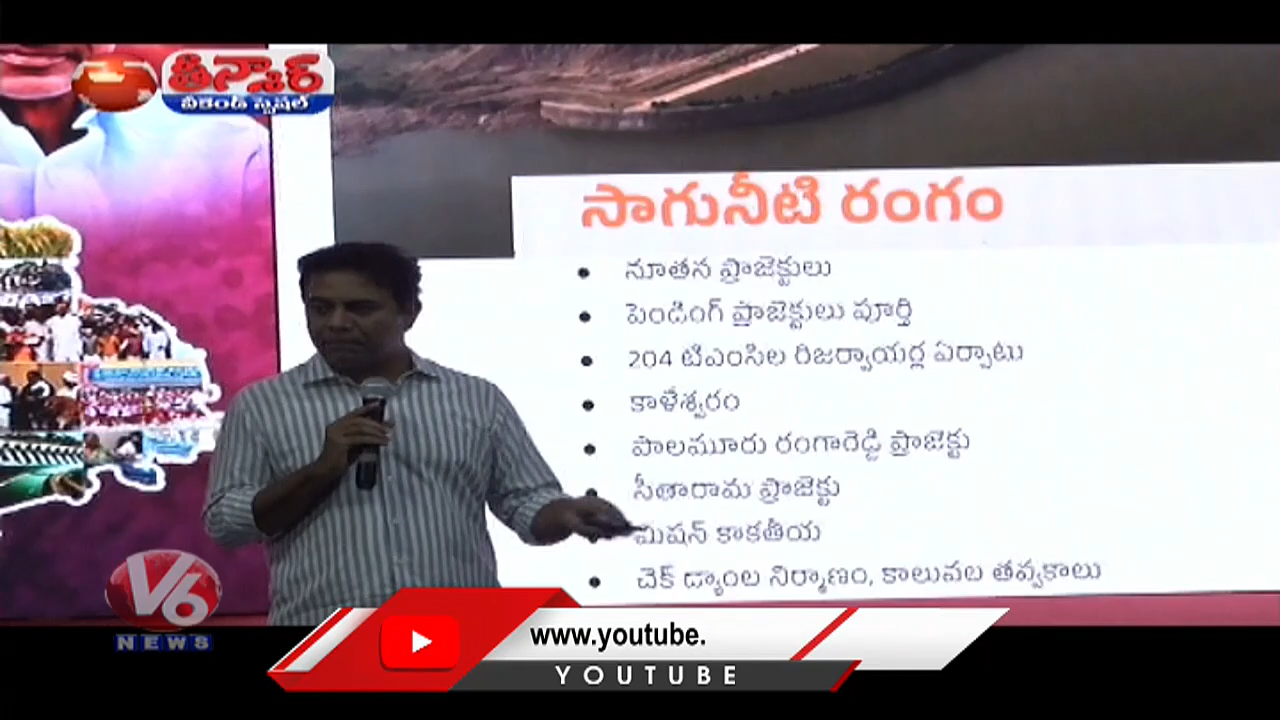 తీన్మార్
వీకెండ్ స్పెషల్
సాగునీటి రంగం
• నూతన ప్రాజెక్టులు
• పెండింగ్ ప్రాజెక్టులు పూర్తి
• 204 టిఎంసిల రిజర్వాయర్ల ఏర్పాటు
• కాళేశ్వరం
• పాలమూరు రంగారెడ్డి ప్రాజెక్టు
• సీతారామ ప్రాజెక్టు
• మిషన్ కాకతీయ
• చెక్ డ్యాంల నిర్మాణం, కాలువల తవ్వకాలు
V6
NEWS
www.youtube.
YOUTUBE